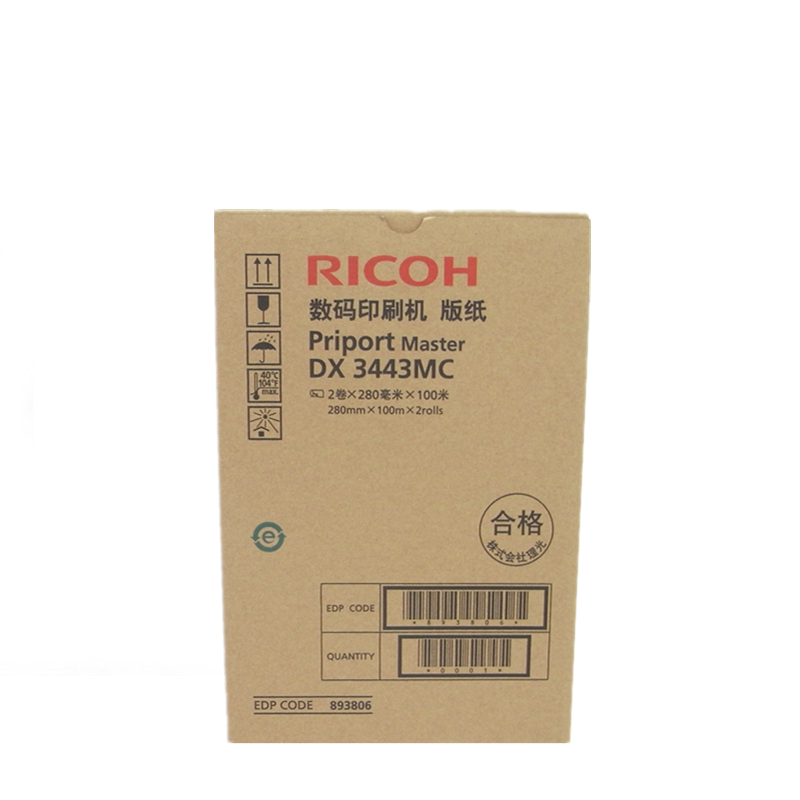 RICOH
数码印刷机 版纸
Priport Master
DX 3443MC
2卷×280毫米×100米
280mm×100m×2rolls
40℃
104°F
max.
e
合格
株式会社理光
EDP CODE
*893806*
QUANTITY
*0001*
EDP CODE 893806